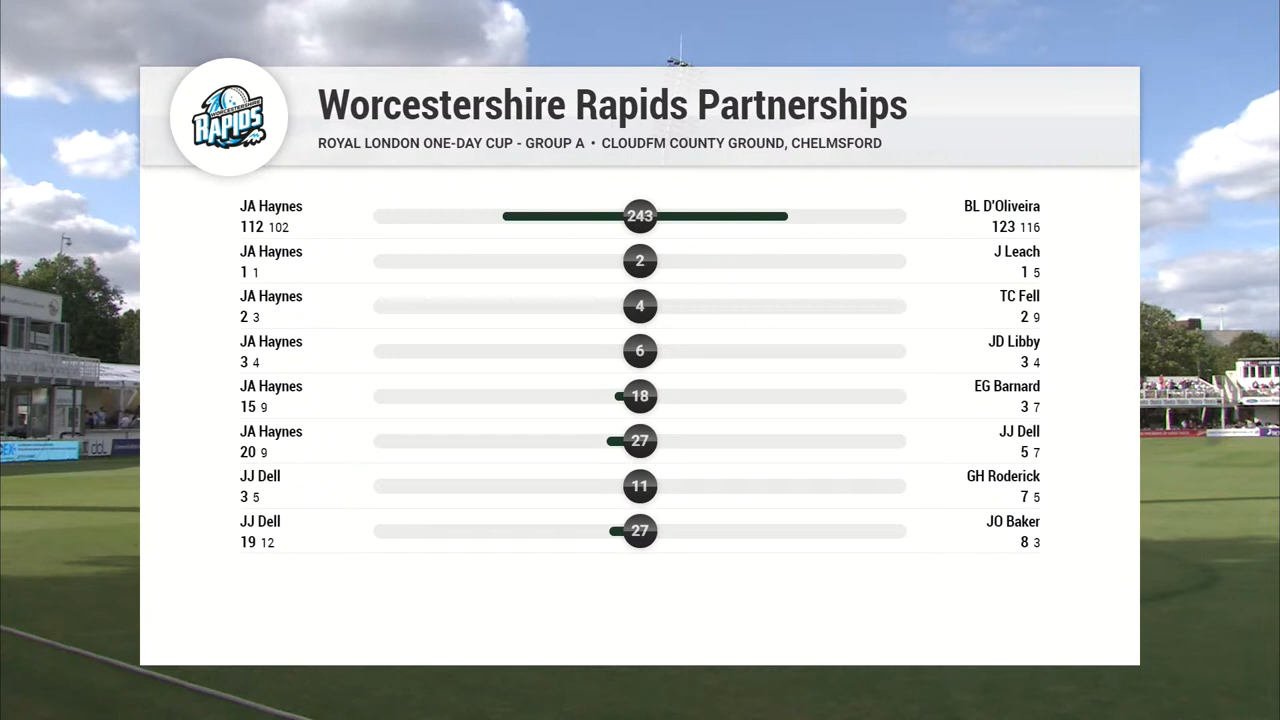 Worcestershire Rapids Partnerships
WORCESTERSHIRE
RAPIDS
ROYAL LONDON ONE-DAY CUP - GROUP A • CLOUDFM COUNTY GROUND, CHELMSFORD
JA Haynes 243 BL D'Oliveira
112 102 123 116
JA Haynes 2 J Leach
1 1 1 5
JA Haynes 4 TC Fell
2 3 2 9
JA Haynes 6 JD Libby
3 4 3 4
JA Haynes 18 EG Barnard
15 9 3 7
JA Haynes 27 JJ Dell
20 9 5 7
JJ Dell 11 GH Roderick
3 5 7 5
JJ Dell 27 JO Baker
19 12 8 3
dbl